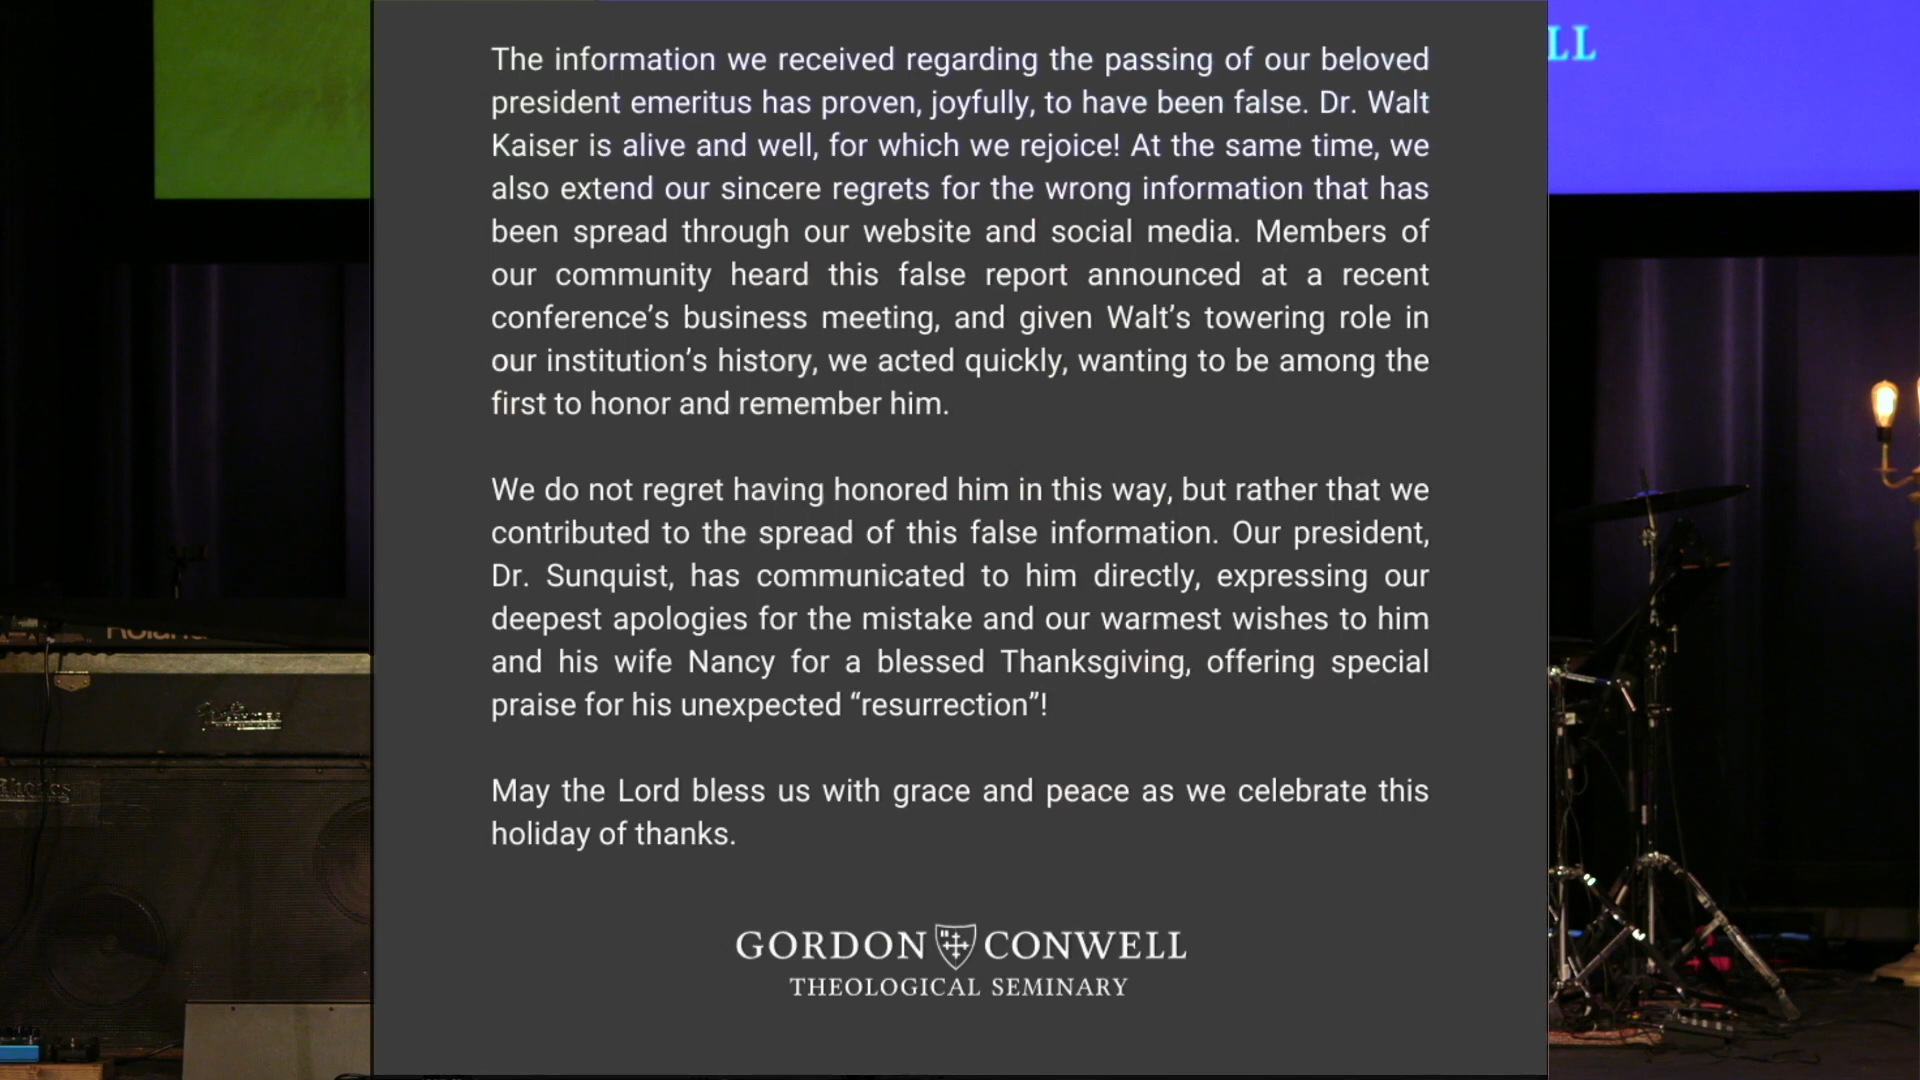 The information we received regarding the passing of our beloved
president emeritus has proven, joyfully, to have been false. Dr. Walt
Kaiser is alive and well, for which we rejoice! At the same time, we
also extend our sincere regrets for the wrong information that has
been spread through our website and social media. Members of
our community heard this false report announced at a recent
conference’s business meeting, and given Walt’s towering role in
our institution’s history, we acted quickly, wanting to be among the
first to honor and remember him.
We do not regret having honored him in this way, but rather that we
contributed to the spread of this false information. Our president,
Dr. Sunquist, has communicated to him directly, expressing our
deepest apologies for the mistake and our warmest wishes to him
and his wife Nancy for a blessed Thanksgiving, offering special
praise for his unexpected “resurrection”!
May the Lord bless us with grace and peace as we celebrate this
holiday of thanks.
GORDON CONWELL
THEOLOGICAL SEMINARY
LL
Roland